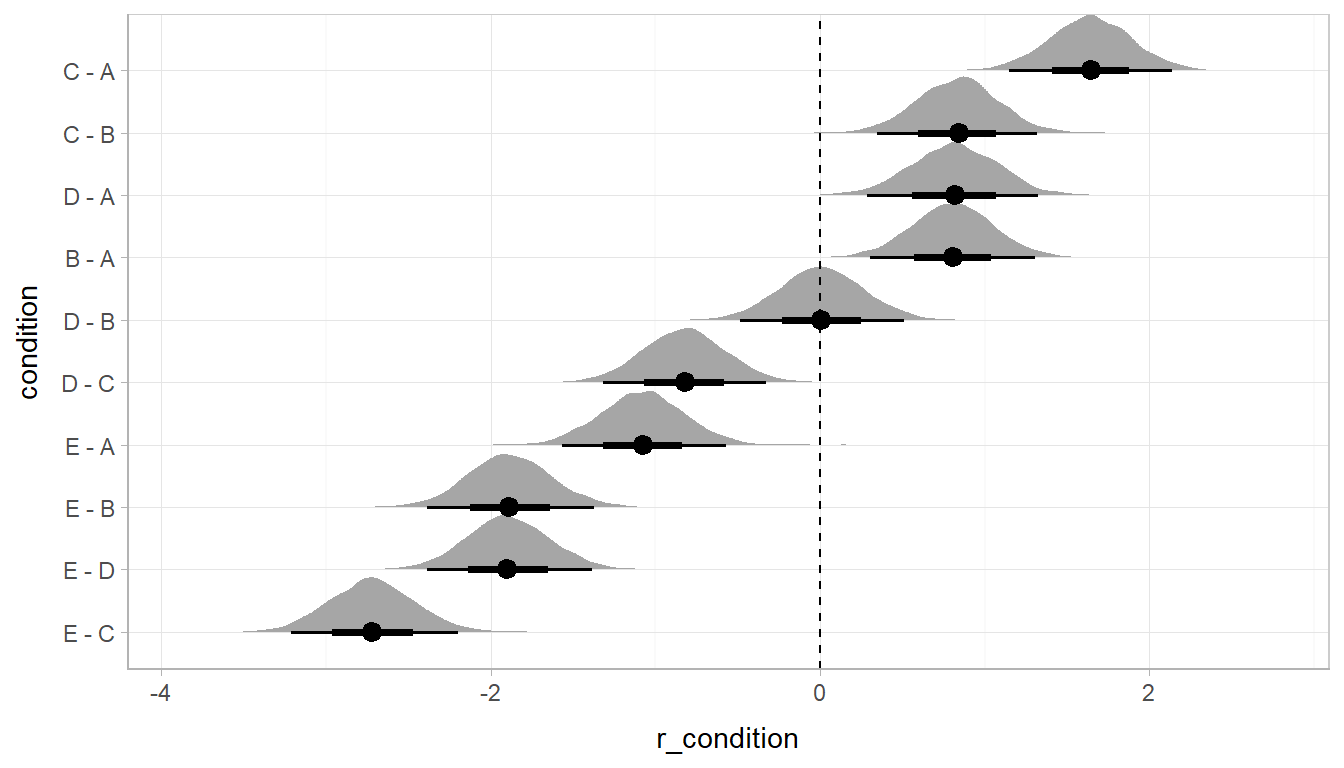 C - A
C - B
D - A
B - A
D - B
D - C
E - A
E - B
E - D
E - C
condition
-4 -2 0 2
r_condition